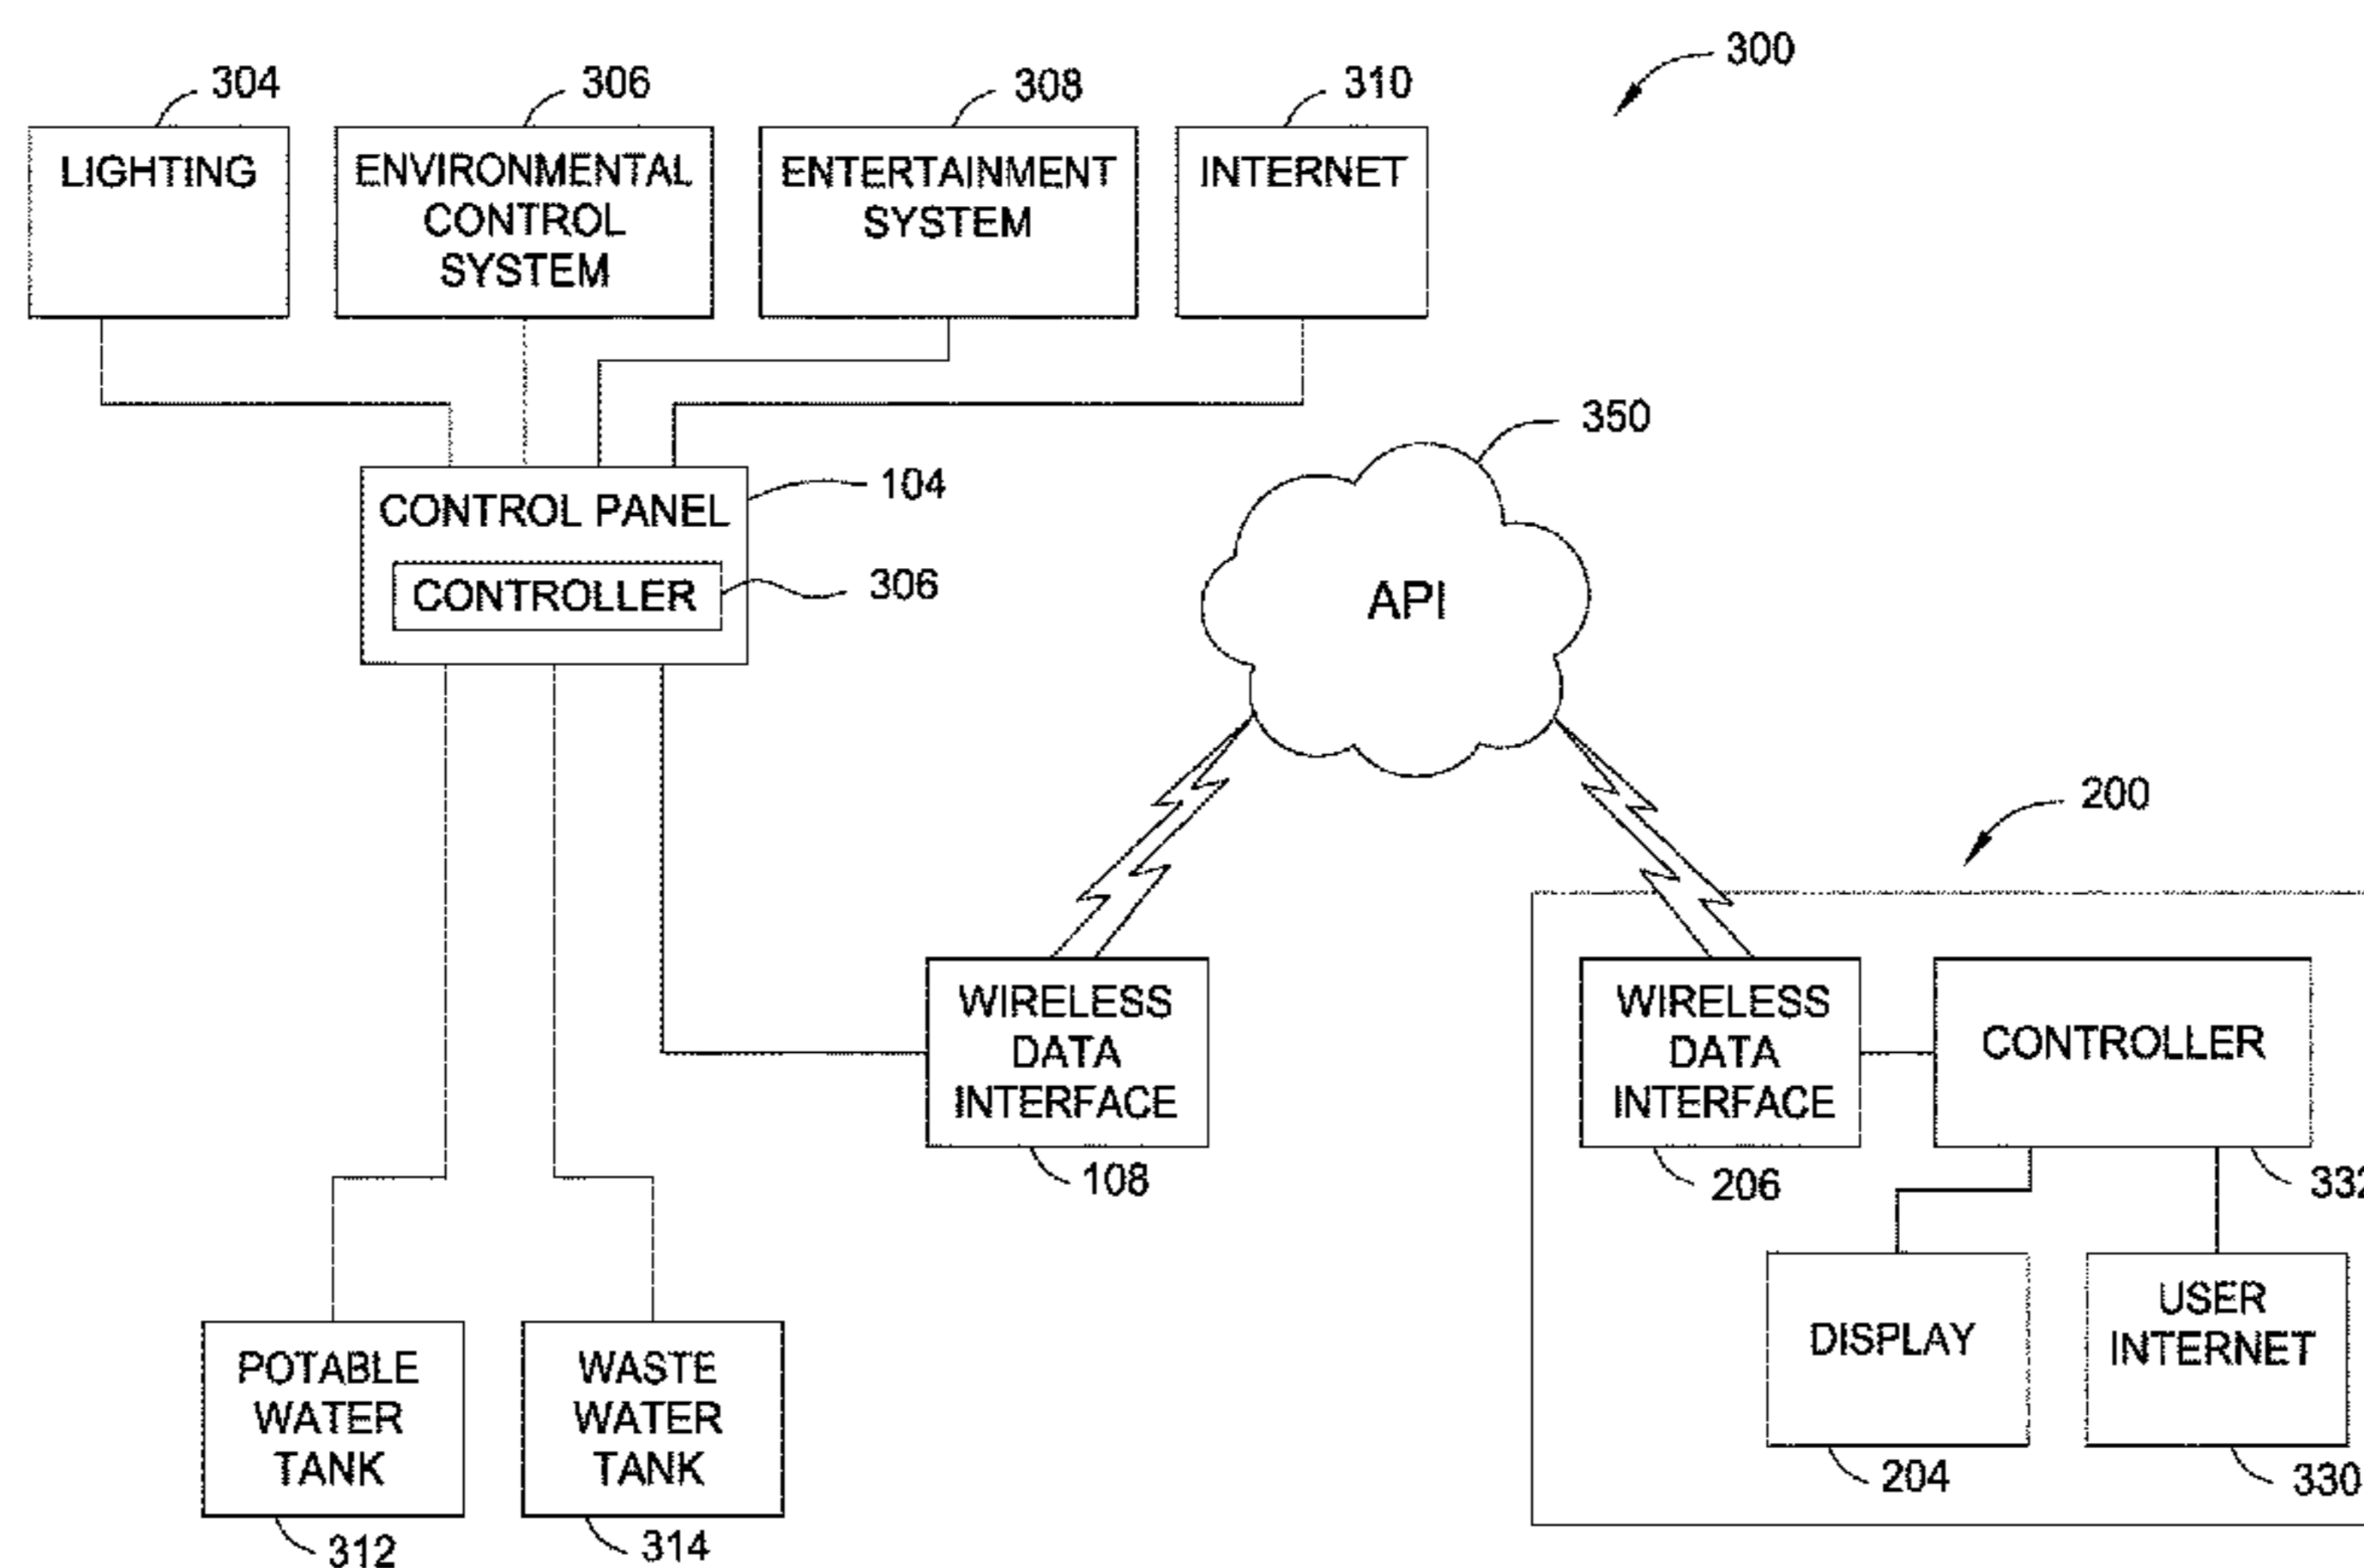 300
304
306
308
310
LIGHTING
ENVIRONMENTAL
CONTROL
SYSTEM
ENTERTAINMENT
SYSTEM
INTERNET
350
CONTROL PANEL
104
CONTROLLER
306
API
200
WIRELESS
DATA
INTERFACE
108
WIRELESS
DATA
INTERFACE
206
CONTROLLER
332
DISPLAY
204
USER
INTERNET
330
POTABLE
WATER
TANK
312
WASTE
WATER
TANK
314